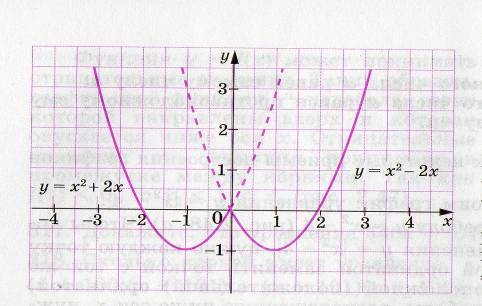 y
3
2
1
y = x² + 2x
y = x² − 2x
−4 −3 −2 −1 0 1 2 3 4 x
−1